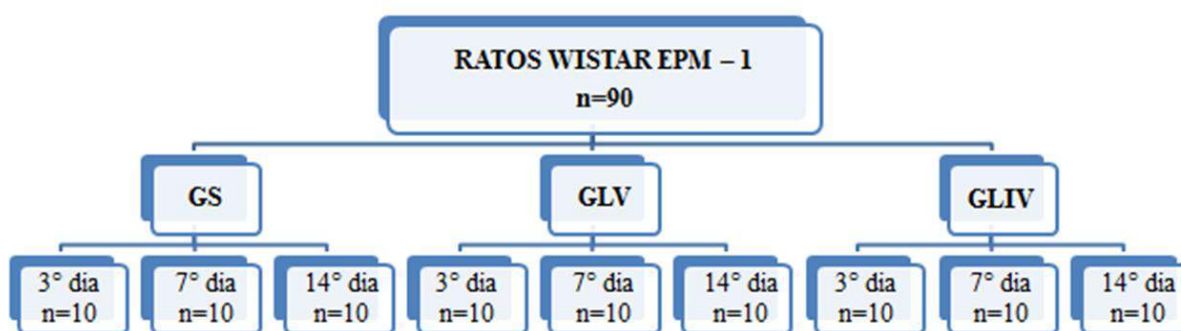 RATOS WISTAR EPM – 1
n=90
GS
GLV
GLIV
3° dia
n=10
7° dia
n=10
14° dia
n=10
3° dia
n=10
7° dia
n=10
14° dia
n=10
3° dia
n=10
7° dia
n=10
14° dia
n=10